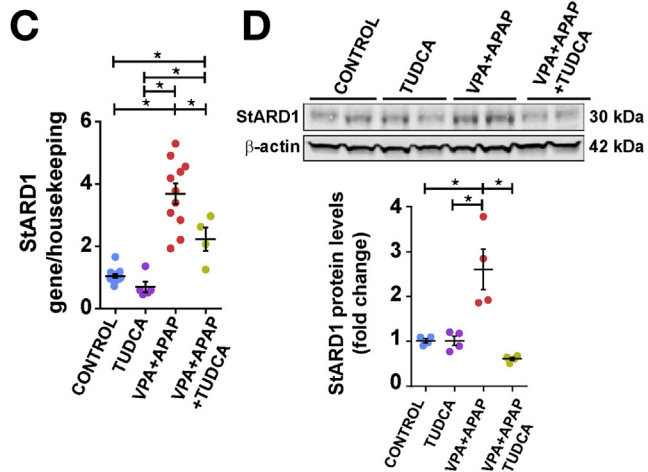 C
*
*
*
*
*
StARD1
gene/housekeeping
6
4
2
0
CONTROL
TUDCA
VPA+APAP
VPA+APAP
+TUDCA
D
CONTROL
TUDCA
VPA+APAP
VPA+APAP
+TUDCA
StARD1 30 kDa
β-actin 42 kDa
*
*
*
StARD1 protein levels
(fold change)
4
3
2
1
0
CONTROL
TUDCA
VPA+APAP
VPA+APAP
TUDCA